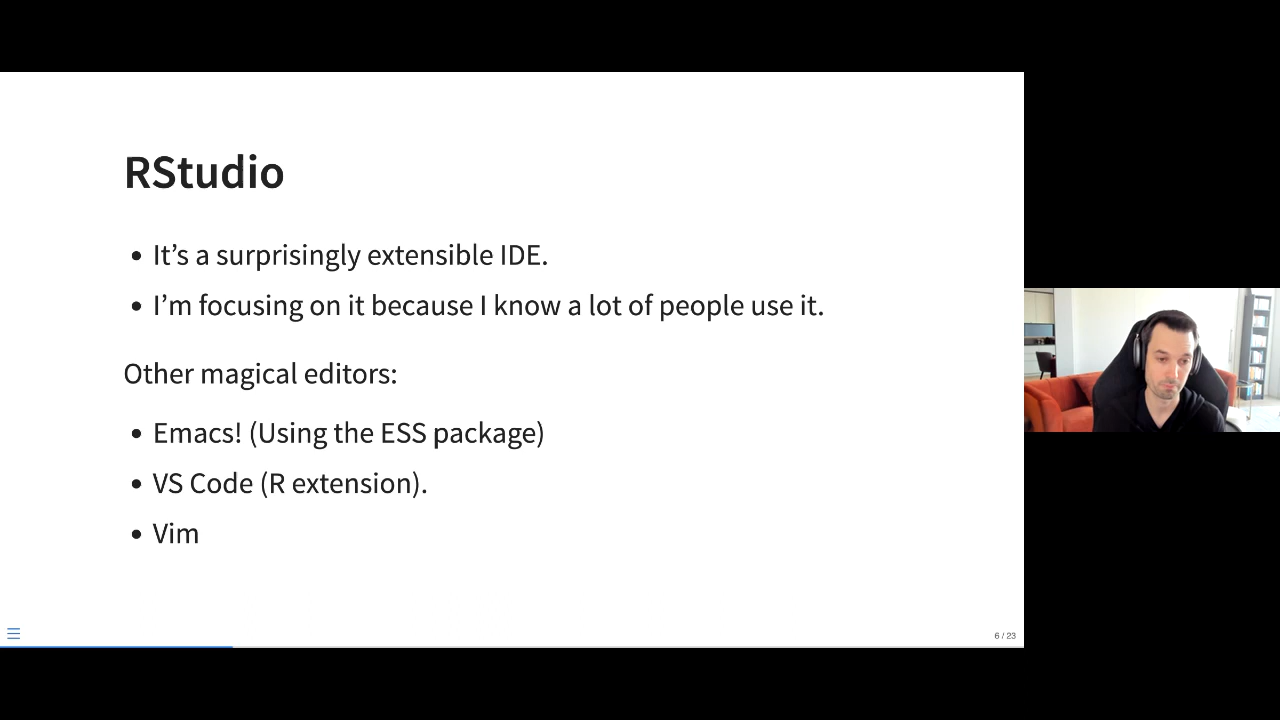 RStudio
• It’s a surprisingly extensible IDE.
• I’m focusing on it because I know a lot of people use it.
Other magical editors:
• Emacs! (Using the ESS package)
• VS Code (R extension).
• Vim
6 / 23